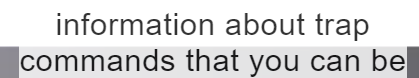 information about trap
commands that you can be